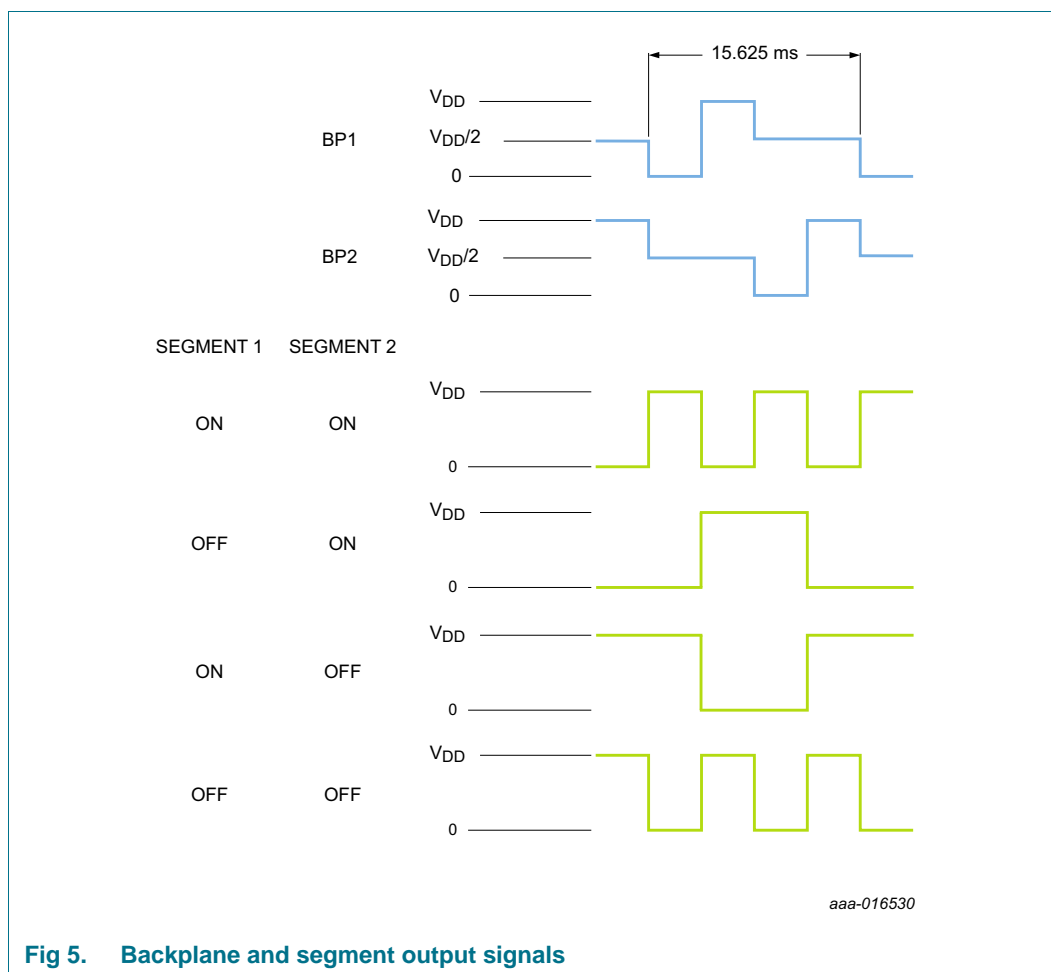 15.625 ms
VDD
BP1
VDD/2
0
VDD
BP2
VDD/2
0
SEGMENT 1 SEGMENT 2
VDD
ON ON
0
VDD
OFF ON
0
VDD
ON OFF
0
VDD
OFF OFF
0
aaa-016530
Fig 5. Backplane and segment output signals